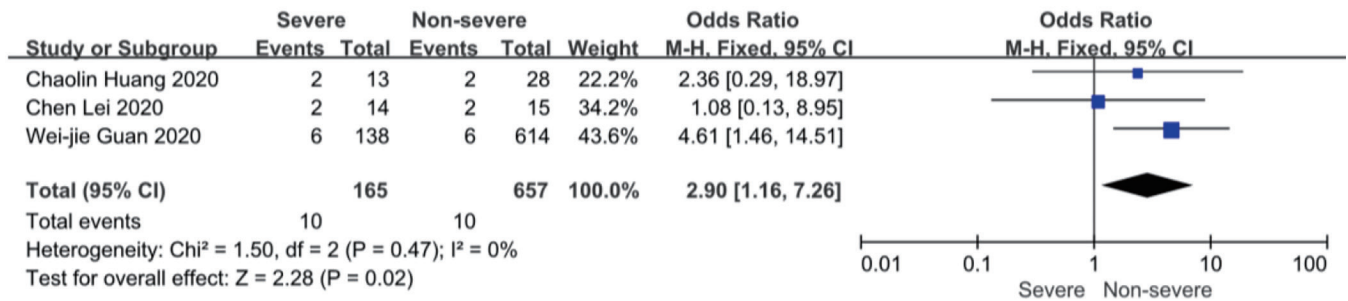 Severe Non-severe Odds Ratio Odds Ratio
Study or Subgroup Events Total Events Total Weight M-H, Fixed, 95% CI M-H, Fixed, 95% CI
Chaolin Huang 2020 2 13 2 28 22.2% 2.36 [0.29, 18.97]
Chen Lei 2020 2 14 2 15 34.2% 1.08 [0.13, 8.95]
Wei-jie Guan 2020 6 138 6 614 43.6% 4.61 [1.46, 14.51]
Total (95% CI) 165 657 100.0% 2.90 [1.16, 7.26]
Total events 10 10
Heterogeneity: Chi² = 1.50, df = 2 (P = 0.47); I² = 0%
Test for overall effect: Z = 2.28 (P = 0.02)
0.01 0.1 1 10 100
Severe Non-severe